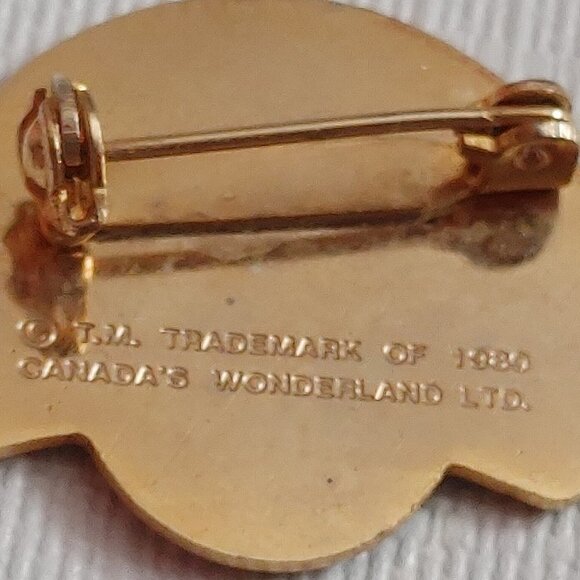 © T.M. TRADEMARK OF 1980
CANADA'S WONDERLAND LTD.